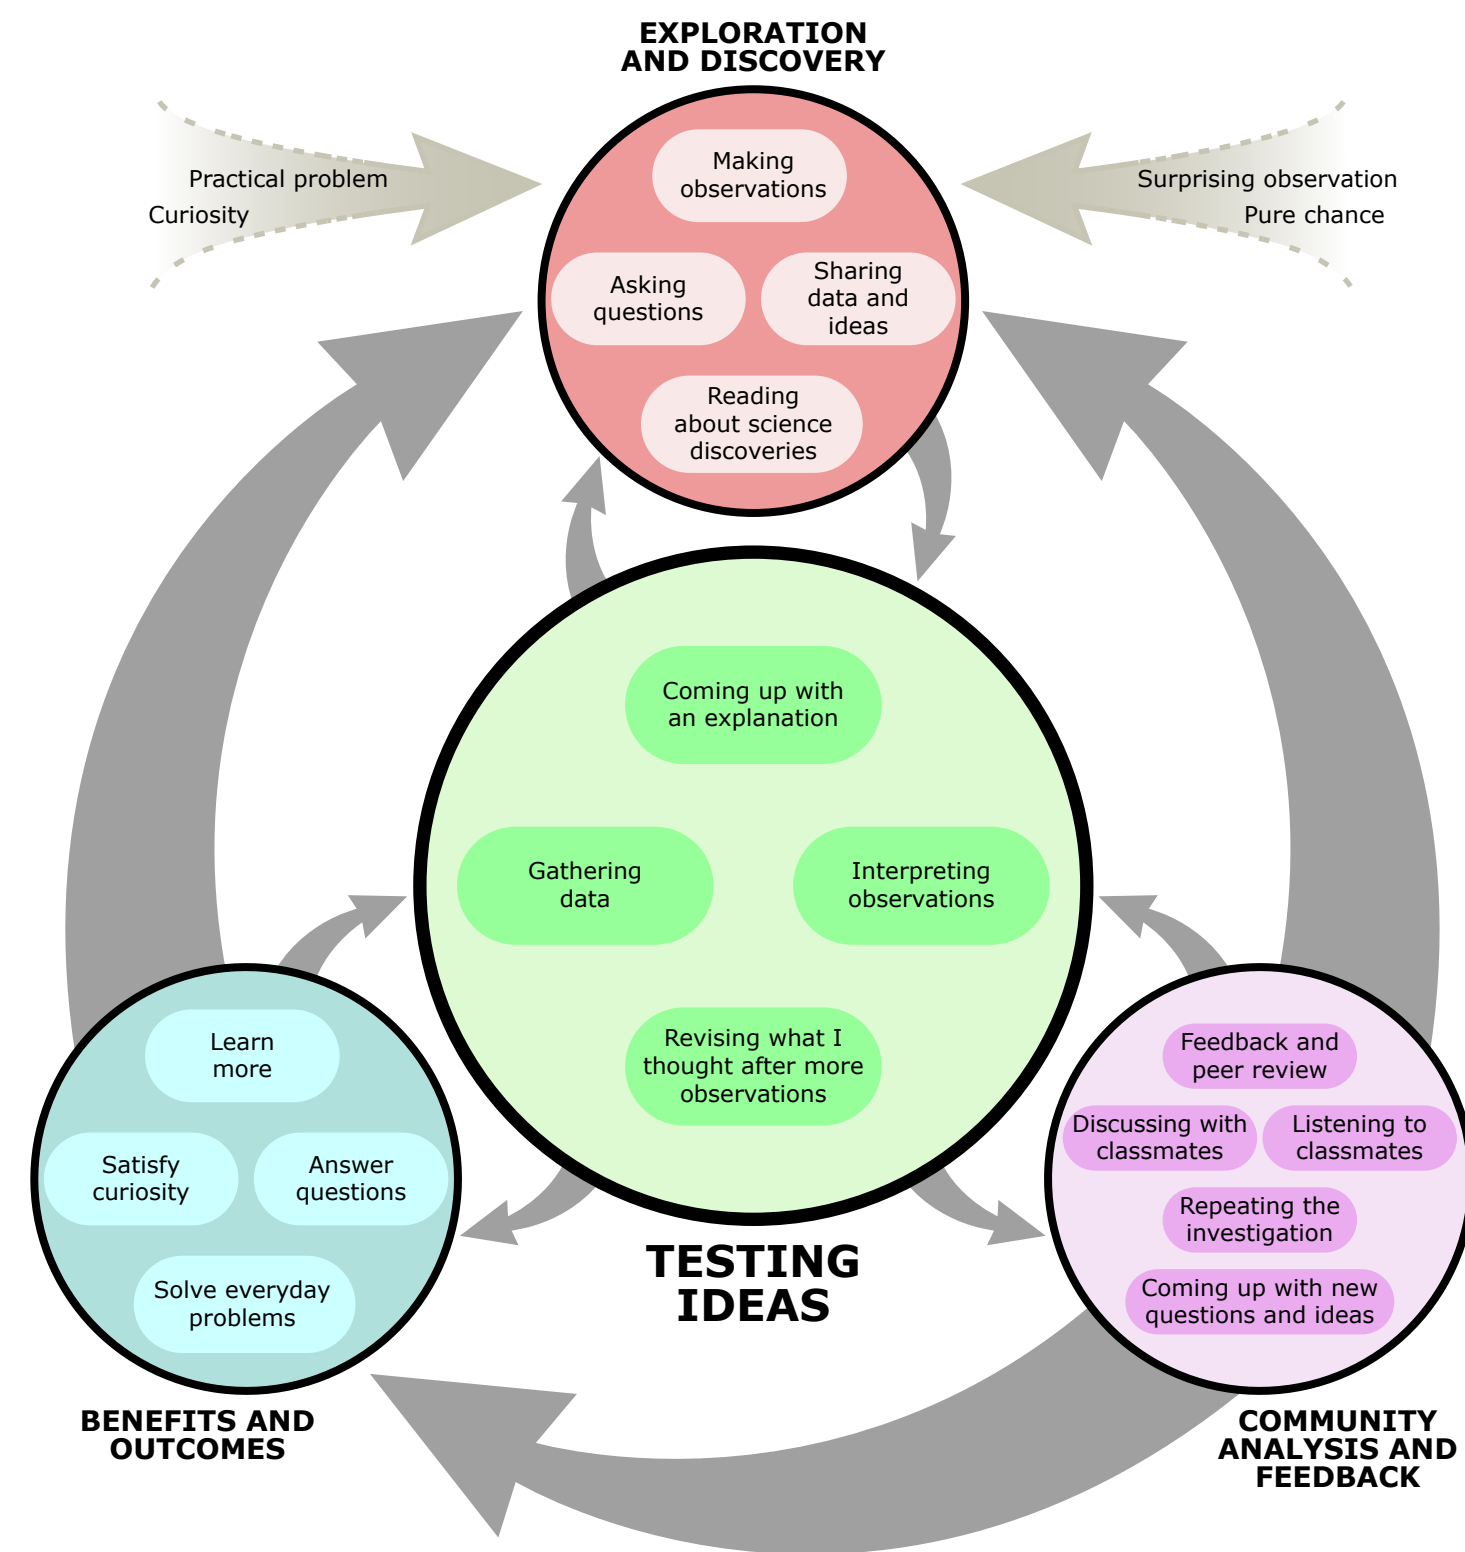 EXPLORATION
AND DISCOVERY
Practical problem
Curiosity
Surprising observation
Pure chance
Making
observations
Asking
questions
Sharing
data and
ideas
Reading
about science
discoveries
Coming up with
an explanation
Gathering
data
Interpreting
observations
Revising what I
thought after more
observations
TESTING
IDEAS
Learn
more
Satisfy
curiosity
Answer
questions
Solve everyday
problems
BENEFITS AND
OUTCOMES
Feedback and
peer review
Discussing with
classmates
Listening to
classmates
Repeating the
investigation
Coming up with new
questions and ideas
COMMUNITY
ANALYSIS AND
FEEDBACK